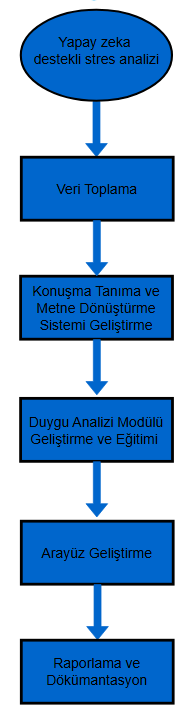 Yapay zeka
destekli stres analizi
Veri Toplama
Konuşma Tanıma ve
Metne Dönüştürme
Sistemi Geliştirme
Duygu Analizi Modülü
Geliştirme ve Eğitimi
Arayüz Geliştirme
Raporlama ve
Dökümantasyon